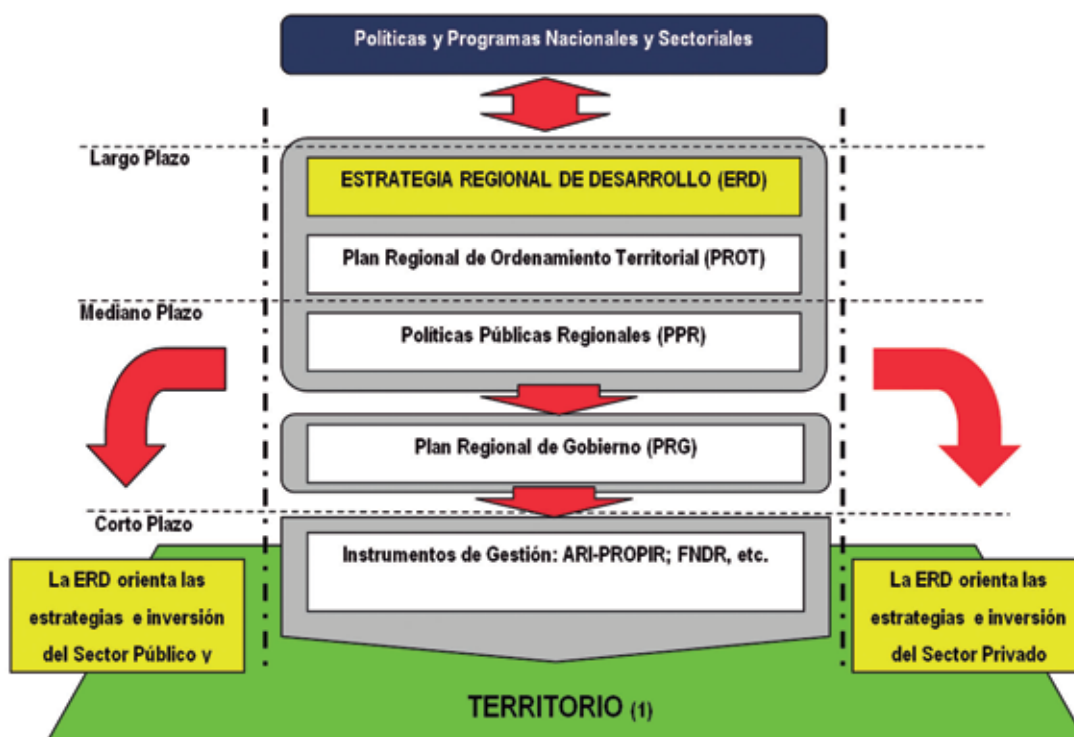 Políticas y Programas Nacionales y Sectoriales
Largo Plazo
ESTRATEGIA REGIONAL DE DESARROLLO (ERD)
Plan Regional de Ordenamiento Territorial (PROT)
Mediano Plazo
Políticas Públicas Regionales (PPR)
Plan Regional de Gobierno (PRG)
Corto Plazo
Instrumentos de Gestión: ARI-PROPIR; FNDR, etc.
La ERD orienta las
estrategias e inversión
del Sector Público y
La ERD orienta las
estrategias e inversión
del Sector Privado
TERRITORIO (1)